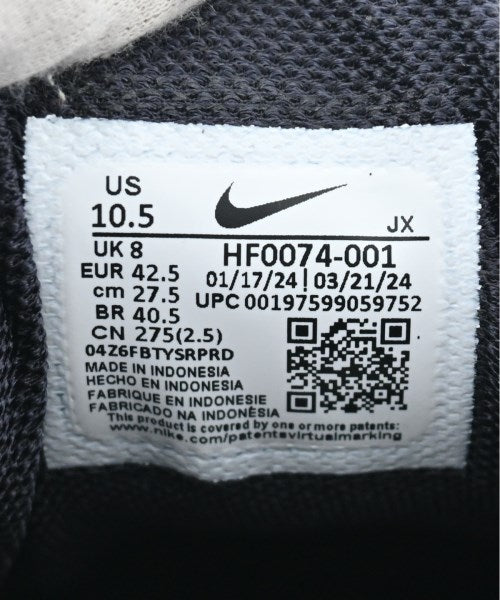 US
10.5
JX
UK 8
EUR 42.5
cm 27.5
BR 40.5
CN 275(2.5)
HF0074-001
01/17/24 | 03/21/24
UPC 00197599059752
04Z6FBTYSRPRD
MADE IN INDONESIA
HECHO EN INDONESIA
FABRIQUE EN INDONESIE
FABRICADO NA INDONÉSIA
This product is covered by one or more patents:
www.nike.com/patentsvirtualmarking